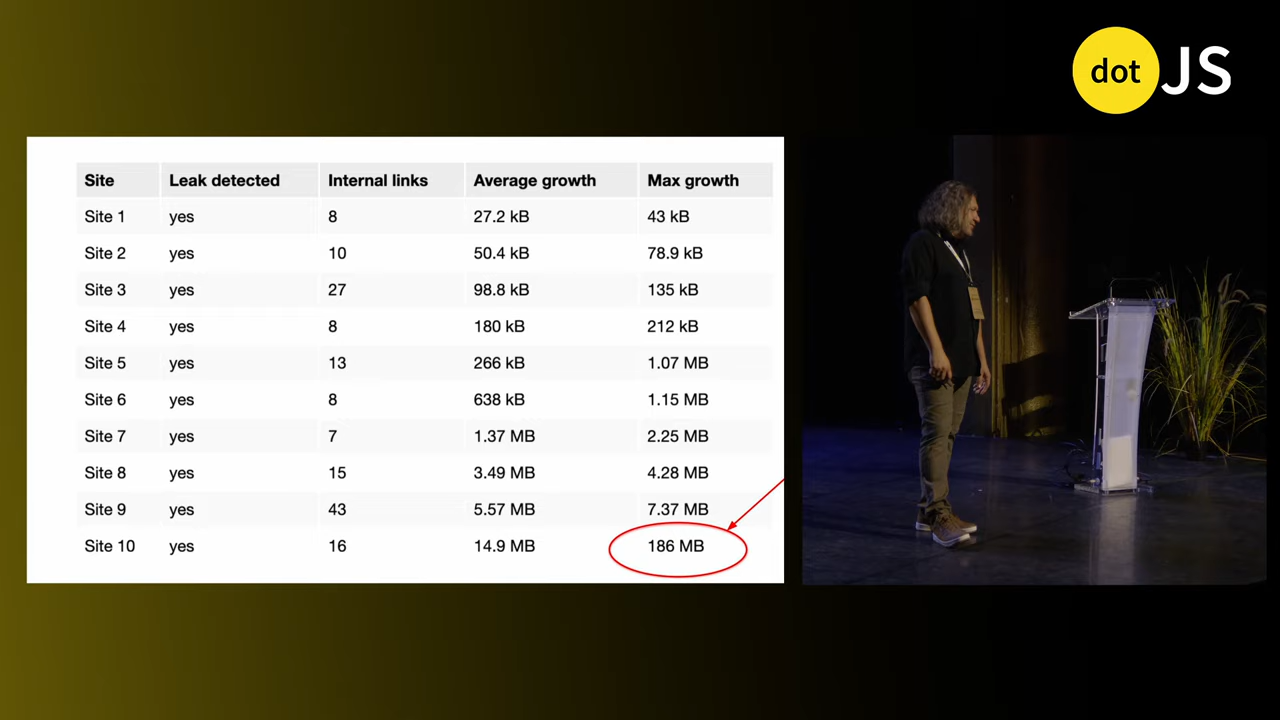 dot JS
Site Leak detected Internal links Average growth Max growth
Site 1 yes 8 27.2 kB 43 kB
Site 2 yes 10 50.4 kB 78.9 kB
Site 3 yes 27 98.8 kB 135 kB
Site 4 yes 8 180 kB 212 kB
Site 5 yes 13 266 kB 1.07 MB
Site 6 yes 8 638 kB 1.15 MB
Site 7 yes 7 1.37 MB 2.25 MB
Site 8 yes 15 3.49 MB 4.28 MB
Site 9 yes 43 5.57 MB 7.37 MB
Site 10 yes 16 14.9 MB 186 MB